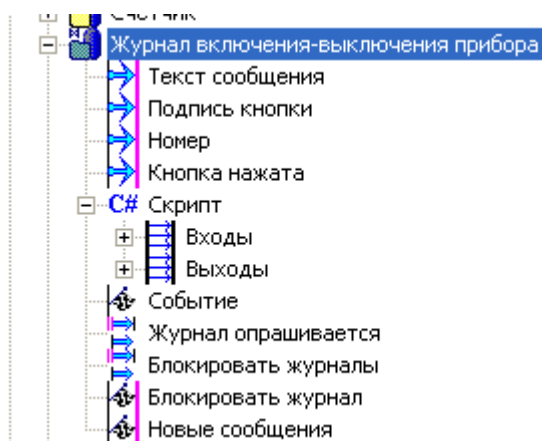 Счетчик
Журнал включения-выключения прибора
Текст сообщения
Подпись кнопки
Номер
Кнопка нажата
C# Скрипт
Входы
Выходы
Событие
Журнал опрашивается
Блокировать журналы
Блокировать журнал
Новые сообщения